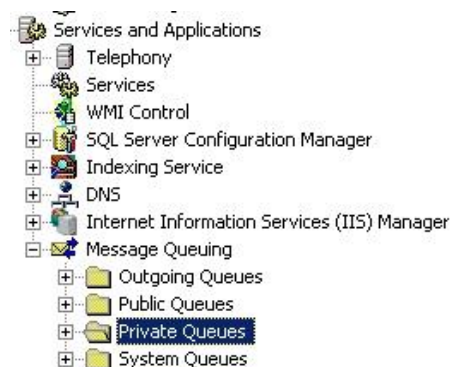 Services and Applications
Telephony
Services
WMI Control
SQL Server Configuration Manager
Indexing Service
DNS
Internet Information Services (IIS) Manager
Message Queuing
Outgoing Queues
Public Queues
Private Queues
System Queues